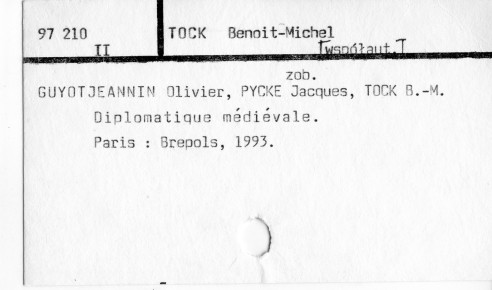 97 210 TOCK Benoit-Michel
II [współaut.]
zob.
GUYOTJEANNIN Olivier, PYCKE Jacques, TOCK B.-M.
Diplomatique médiévale.
Paris : Brepols, 1993.